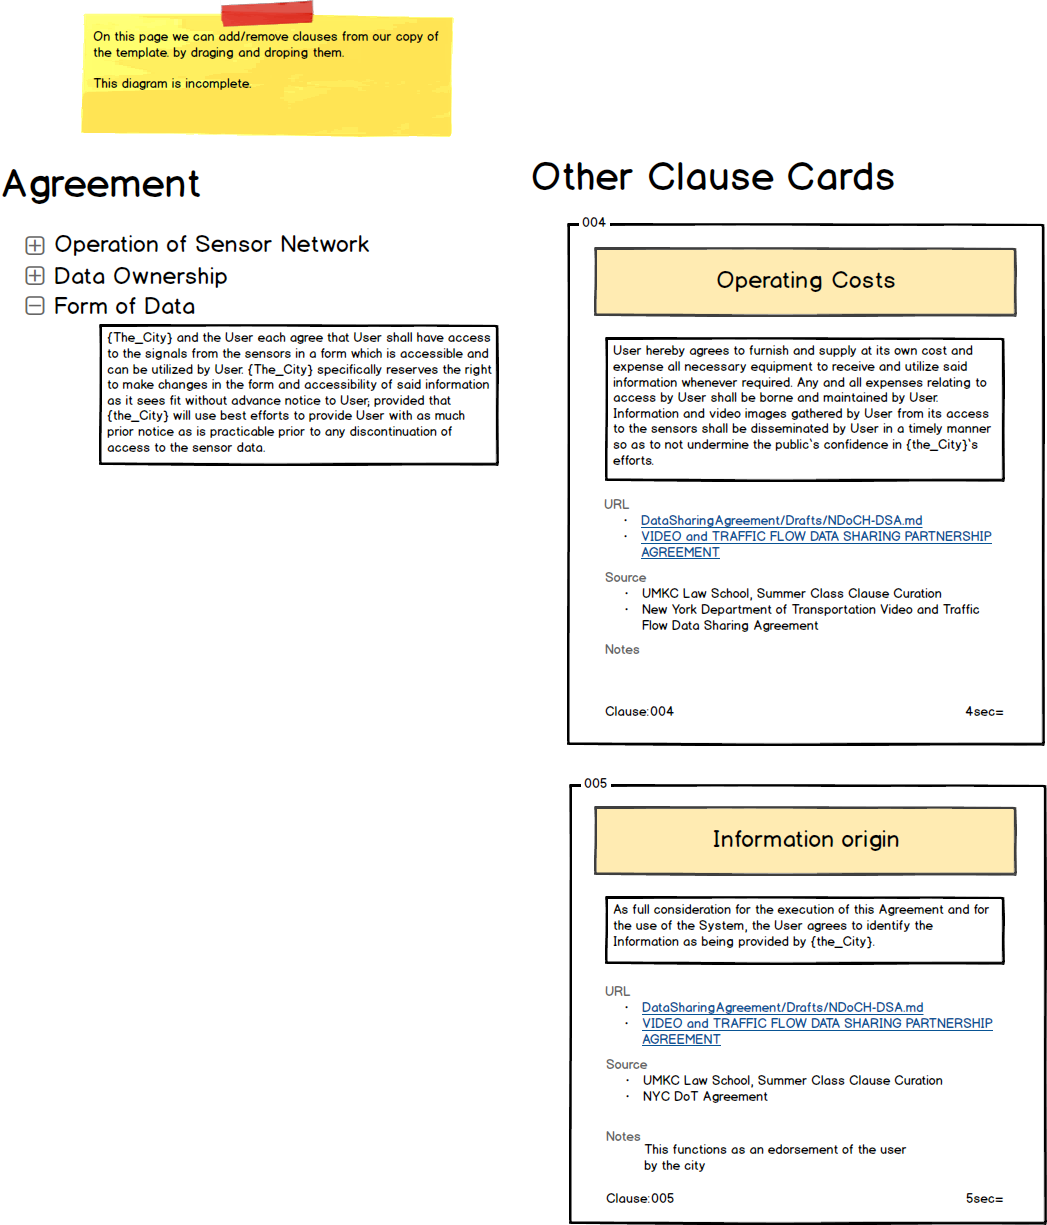 On this page we can add/remove clauses from our copy of
the template. by draging and droping them.
This diagram is incomplete.
Agreement
Operation of Sensor Network
Data Ownership
Form of Data
{The_City} and the User each agree that User shall have access
to the signals from the sensors in a form which is accessible and
can be utilized by User. {The_City} specifically reserves the right
to make changes in the form and accessibility of said information
as it sees fit without advance notice to User; provided that
{the_City} will use best efforts to provide User with as much
prior notice as is practicable prior to any discontinuation of
access to the sensor data.
Other Clause Cards
004
Operating Costs
User hereby agrees to furnish and supply at its own cost and
expense all necessary equipment to receive and utilize said
information whenever required. Any and all expenses relating to
access by User shall be borne and maintained by User.
Information and video images gathered by User from its access
to the sensors shall be disseminated by User in a timely manner
so as to not undermine the public's confidence in {the_City}'s
efforts.
URL
· DataSharingAgreement/Drafts/NDoCH-DSA.md
· VIDEO and TRAFFIC FLOW DATA SHARING PARTNERSHIP
AGREEMENT
Source
· UMKC Law School, Summer Class Clause Curation
· New York Department of Transportation Video and Traffic
Flow Data Sharing Agreement
Notes
Clause:004 4sec=
005
Information origin
As full consideration for the execution of this Agreement and for
the use of the System, the User agrees to identify the
Information as being provided by {the_City}.
URL
· DataSharingAgreement/Drafts/NDoCH-DSA.md
· VIDEO and TRAFFIC FLOW DATA SHARING PARTNERSHIP
AGREEMENT
Source
· UMKC Law School, Summer Class Clause Curation
· NYC DoT Agreement
Notes
This functions as an edorsement of the user
by the city
Clause:005 5sec=